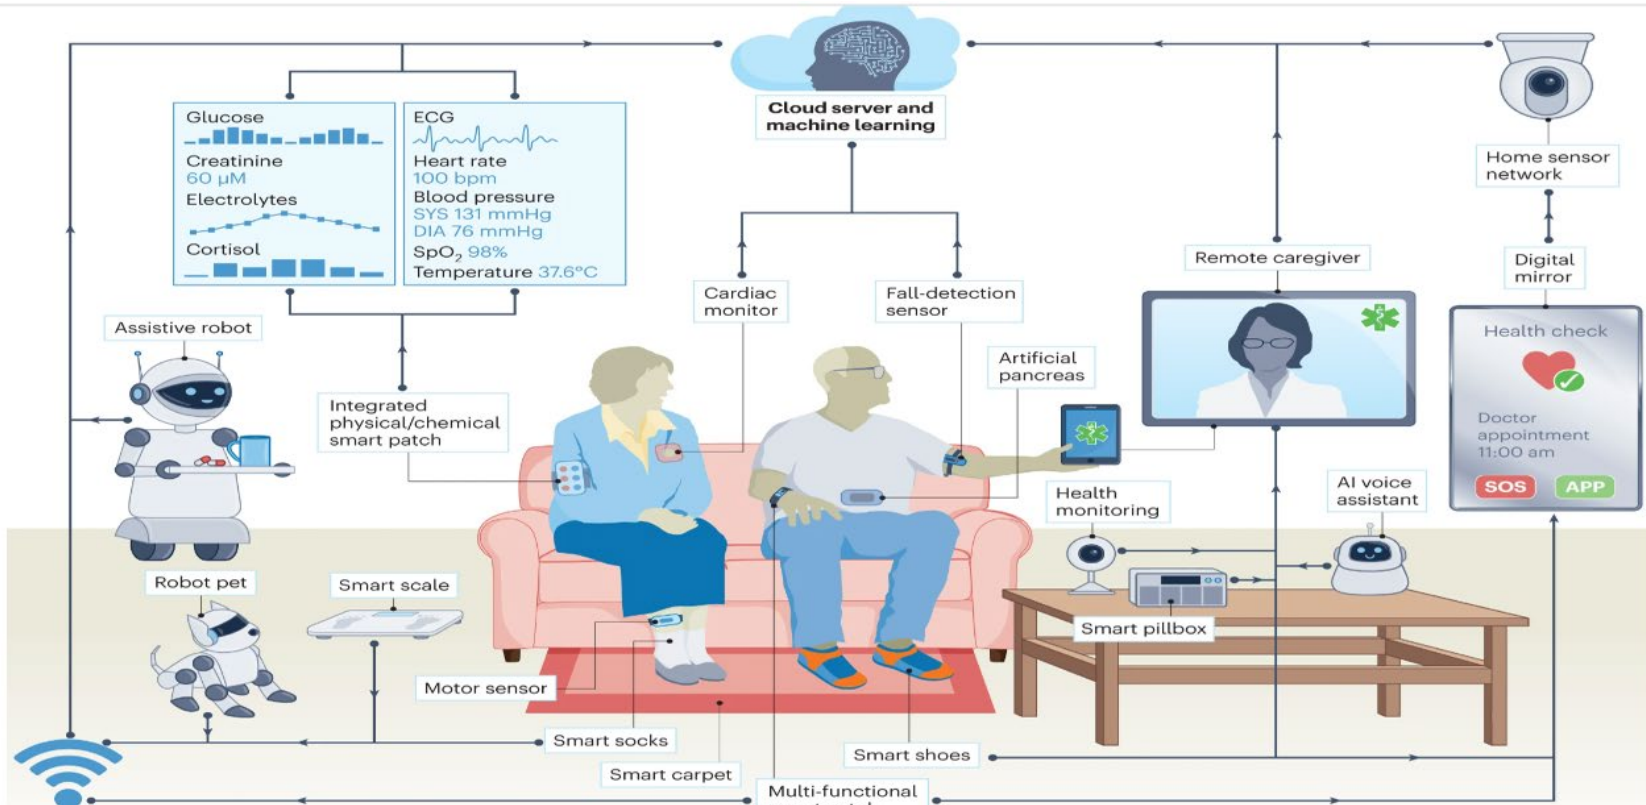 Cloud server and
machine learning
Glucose
Creatinine
60 µM
Electrolytes
Cortisol
ECG
Heart rate
100 bpm
Blood pressure
SYS 131 mmHg
DIA 76 mmHg
SpO₂ 98%
Temperature 37.6°C
Home sensor
network
Remote caregiver
Digital
mirror
Cardiac
monitor
Fall-detection
sensor
Assistive robot
Artificial
pancreas
Integrated
physical/chemical
smart patch
Health check
Doctor
appointment
11:00 am
SOS
APP
Health
monitoring
AI voice
assistant
Robot pet
Smart scale
Smart pillbox
Motor sensor
Smart socks
Smart shoes
Smart carpet
Multi-functional